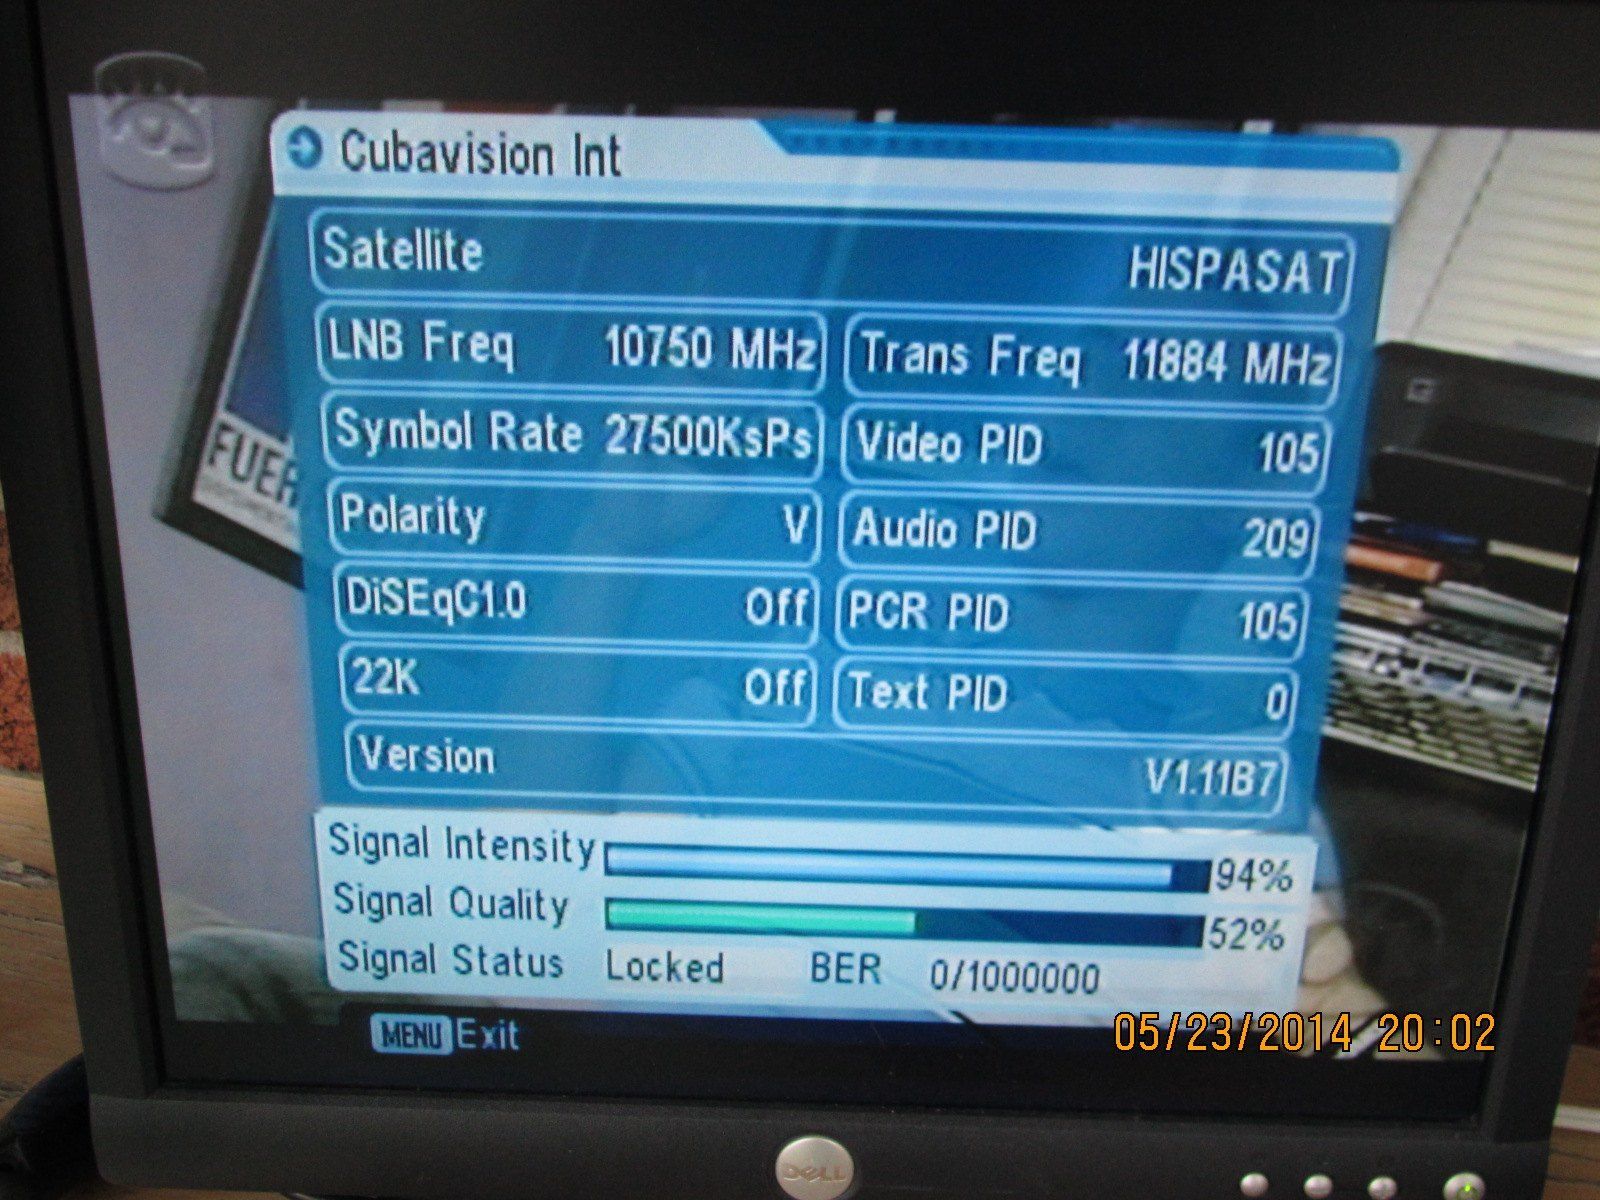 Cubavision Int
Satellite HISPASAT
LNB Freq 10750 MHz Trans Freq 11884 MHz
Symbol Rate 27500KsPs Video PID 105
Polarity V Audio PID 209
DiSEqC1.0 Off PCR PID 105
22K Off Text PID 0
Version V1.11B7
Signal Intensity 94%
Signal Quality 52%
Signal Status Locked BER 0/1000000
MENU Exit
FUER
05/23/2014 20:02
DELL